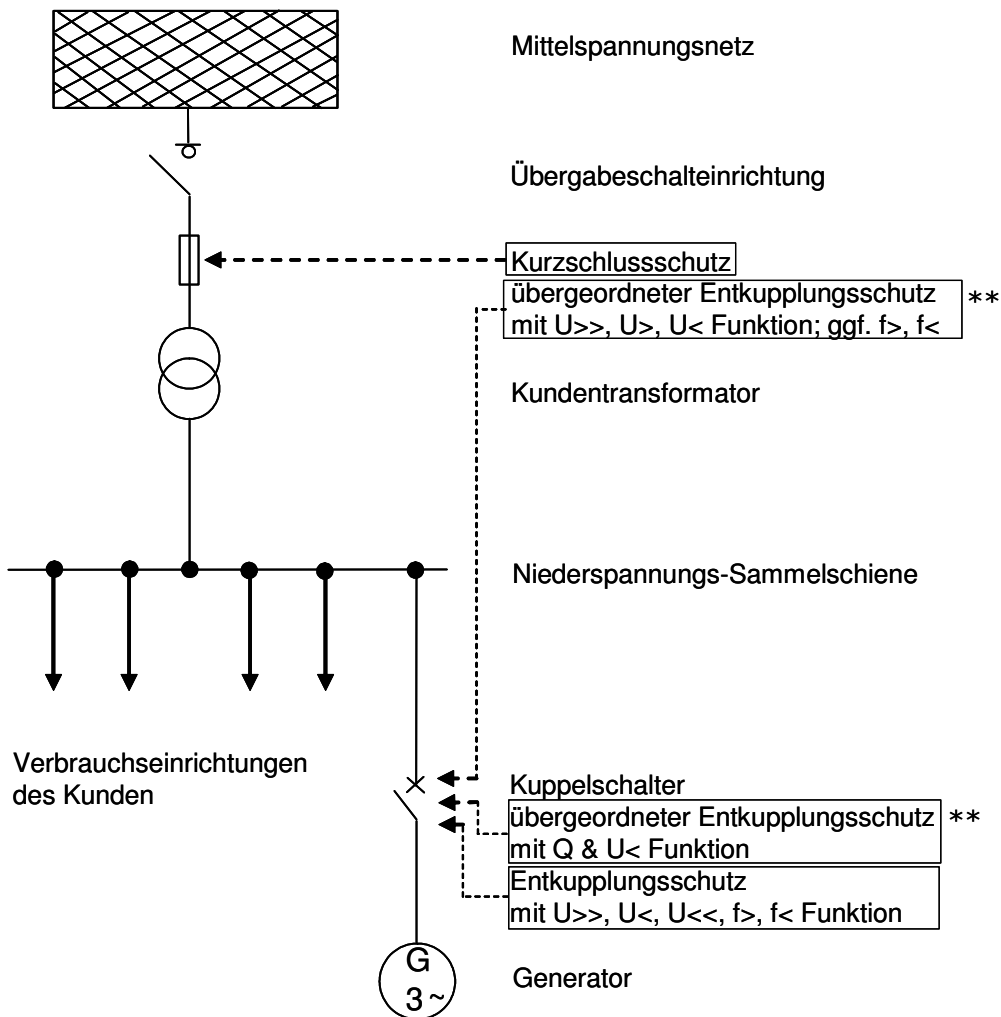 Mittelspannungsnetz
Übergabeschalteinrichtung
Kurzschlussschutz
übergeordneter Entkupplungsschutz **
mit U>>, U>, U< Funktion; ggf. f>, f<
Kundentransformator
Niederspannungs-Sammelschiene
Verbrauchseinrichtungen
des Kunden
Kuppelschalter
übergeordneter Entkupplungsschutz **
mit Q & U< Funktion
Entkupplungsschutz
mit U>>, U<, U<<, f>, f< Funktion
G
3~
Generator